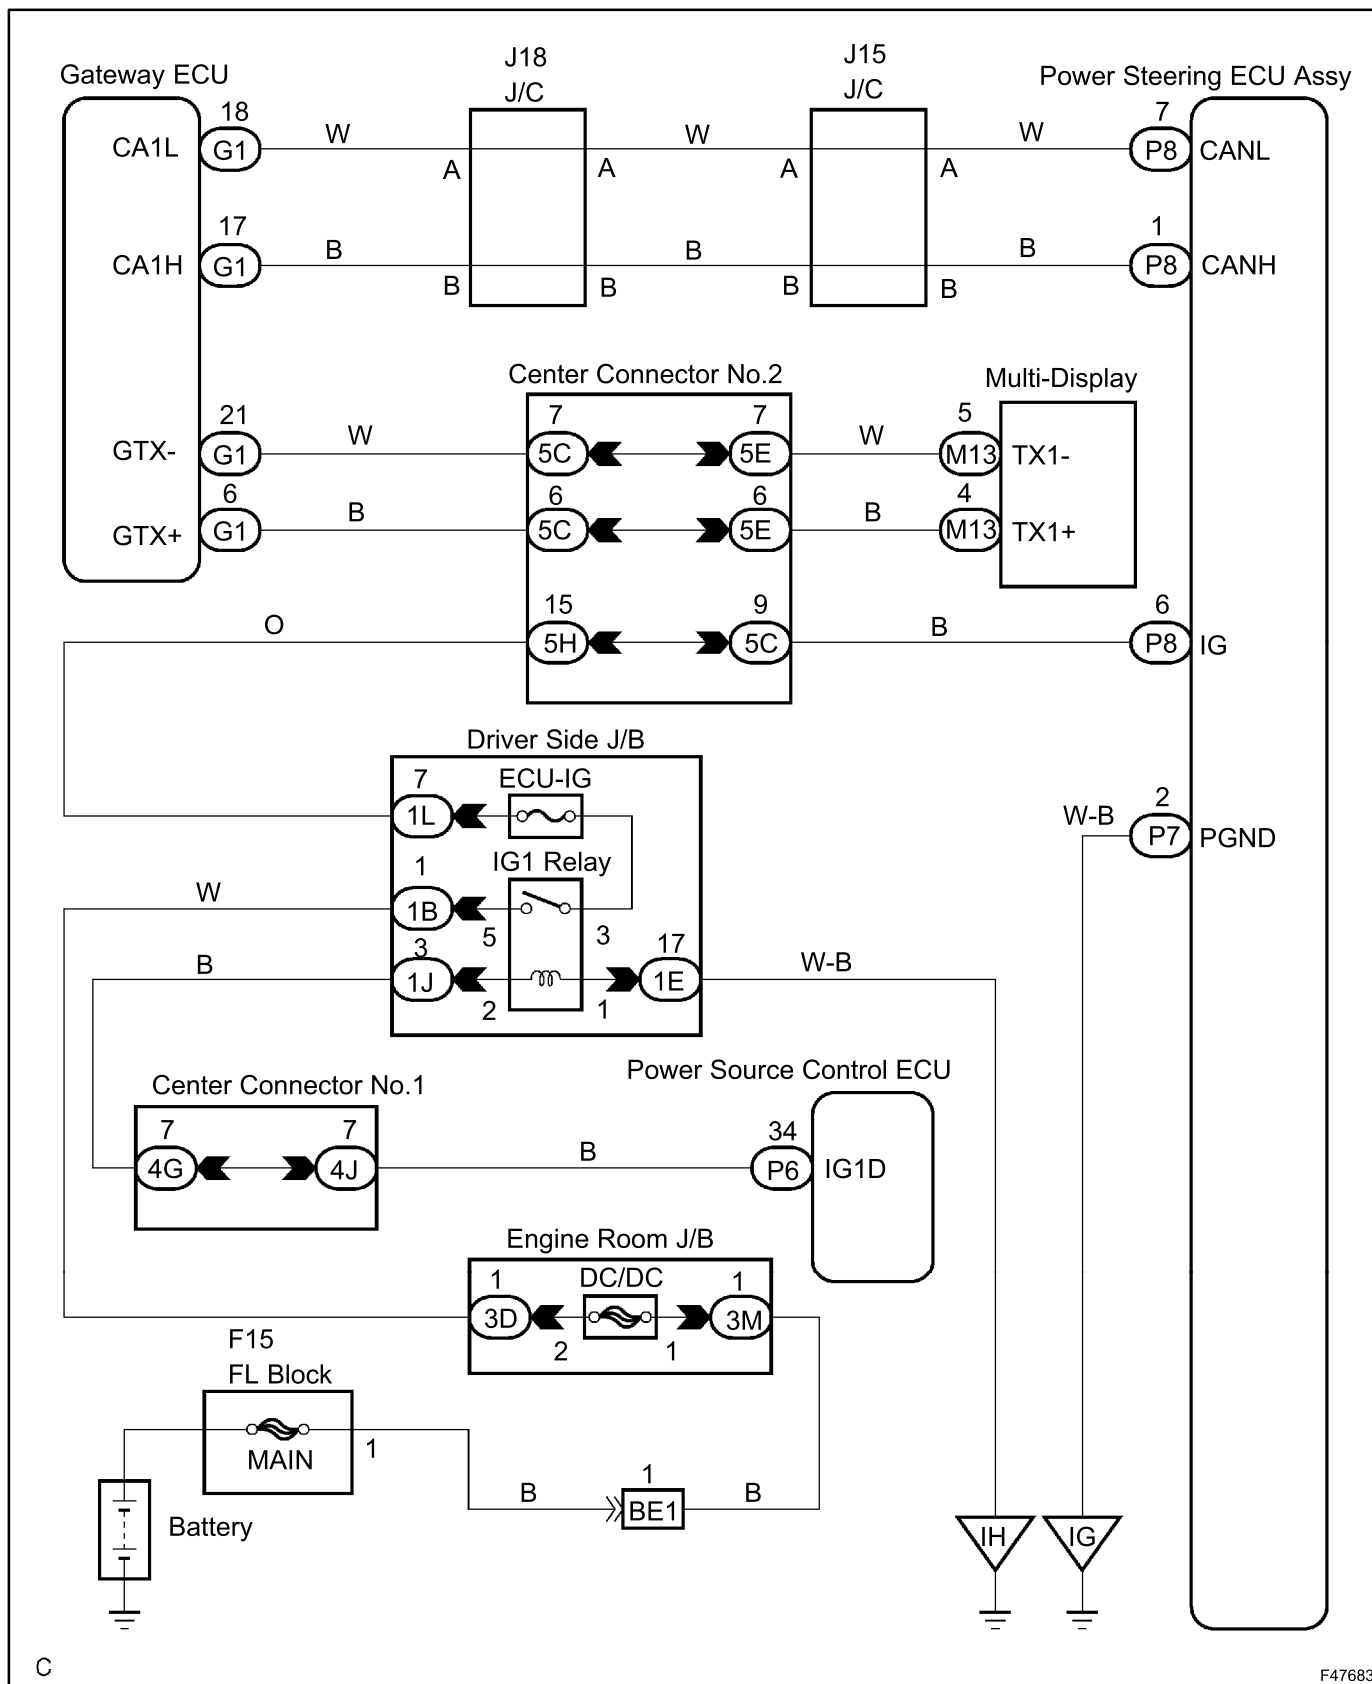 J18
J/C
J15
J/C
Gateway ECU
Power Steering ECU Assy
CA1L
18
G1
W
A
A
W
A
A
W
7
P8
CANL
CA1H
17
G1
B
B
B
B
B
B
B
1
P8
CANH
Center Connector No.2
Multi-Display
GTX-
21
G1
W
7
5C
7
5E
W
5
M13
TX1-
GTX+
6
G1
B
6
5C
6
5E
B
4
M13
TX1+
O
15
5H
9
5C
B
6
P8
IG
Driver Side J/B
7
1L
ECU-IG
W-B
2
P7
PGND
IG1 Relay
W
1
1B
5
3
B
3
1J
2
1
17
1E
W-B
Center Connector No.1
Power Source Control ECU
7
4G
7
4J
B
34
P6
IG1D
Engine Room J/B
1
3D
DC/DC
2
1
1
3M
F15
FL Block
MAIN
1
B
1
BE1
B
Battery
IH
IG
C
F47683